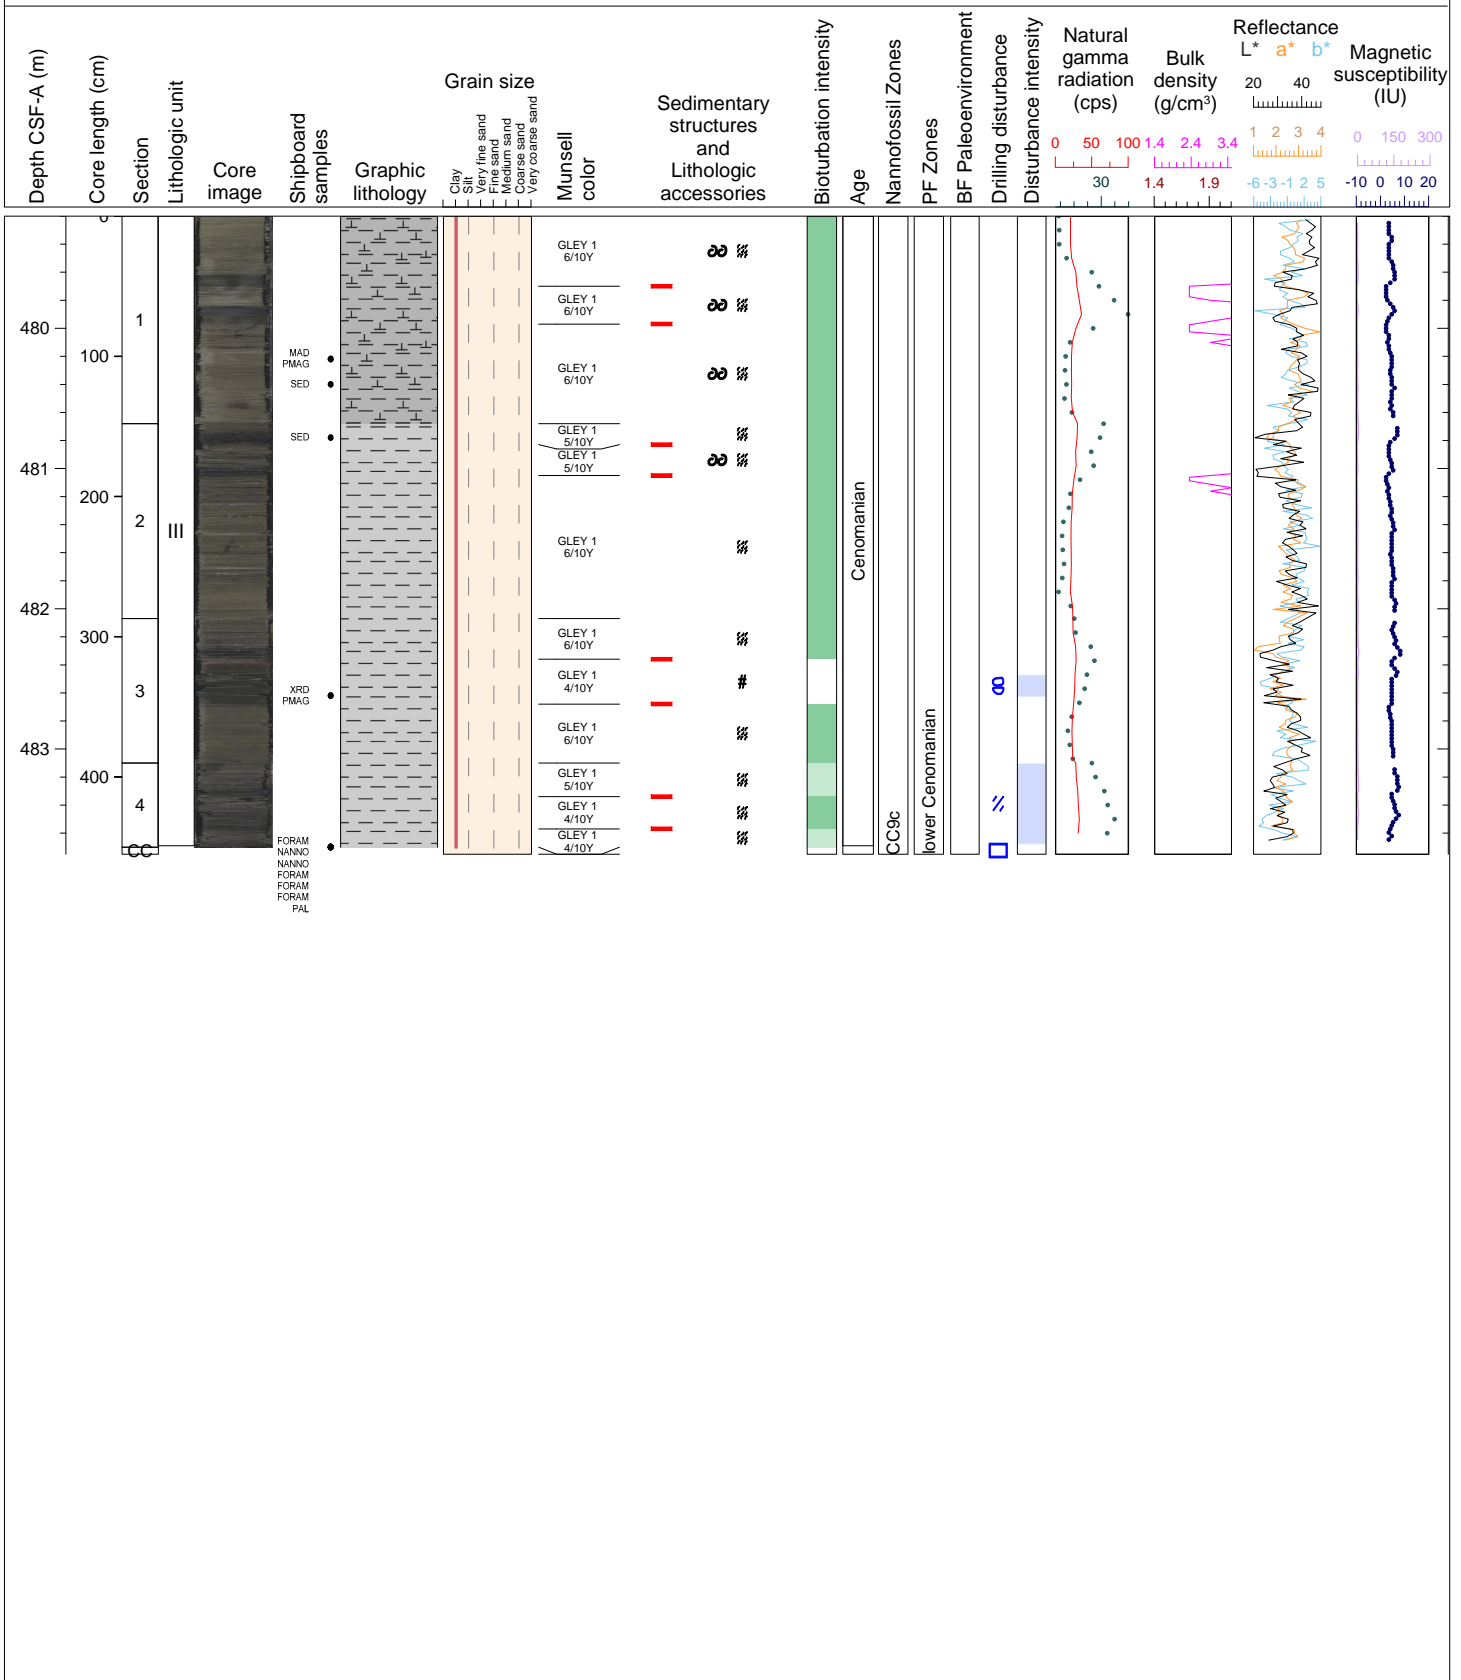 Depth CSF-A (m)
Core length (cm)
Section
Lithologic unit
Core
image
Shipboard
samples
Graphic
lithology
Grain size
Clay
Silt
Very fine sand
Fine sand
Medium sand
Coarse sand
Very coarse sand
Munsell
color
Sedimentary
structures
and
Lithologic
accessories
Bioturbation intensity
Age
Nannofossil Zones
PF Zones
BF Paleoenvironment
Drilling disturbance
Disturbance intensity
Natural
gamma
radiation
(cps)
0 50 100
30
Bulk
density
(g/cm³)
1.4 2.4 3.4
1.4 1.9
Reflectance
L* a* b*
20 40
1 2 3 4
-6 -3 -1 2 5
Magnetic
susceptibility
(IU)
0 150 300
-10 0 10 20
480
481
482
483
0
100
200
300
400
1
2
3
4
CC
III
MAD
PMAG
SED
SED
XRD
PMAG
FORAM
NANNO
NANNO
FORAM
FORAM
FORAM
PAL
GLEY 1
6/10Y
GLEY 1
6/10Y
GLEY 1
6/10Y
GLEY 1
5/10Y
GLEY 1
5/10Y
GLEY 1
6/10Y
GLEY 1
6/10Y
GLEY 1
4/10Y
GLEY 1
6/10Y
GLEY 1
5/10Y
GLEY 1
4/10Y
GLEY 1
4/10Y
Cenomanian
CC9c
lower Cenomanian